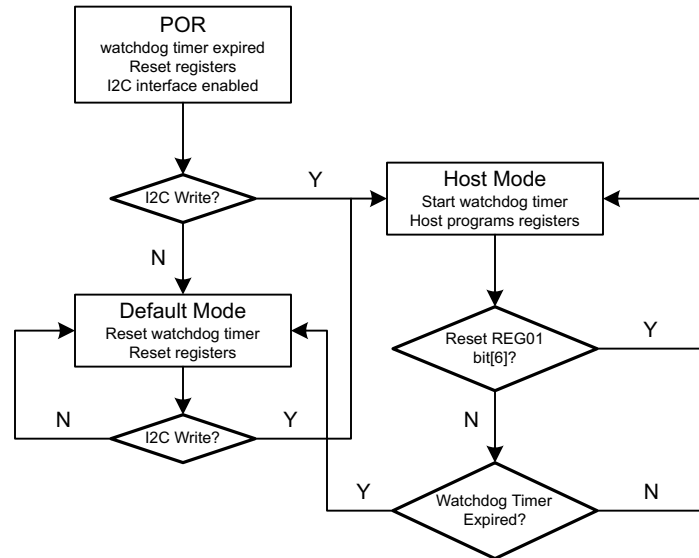 POR
watchdog timer expired
Reset registers
I2C interface enabled
I2C Write?
Y
N
Host Mode
Start watchdog timer
Host programs registers
Default Mode
Reset watchdog timer
Reset registers
Reset REG01
bit[6]?
Y
N
I2C Write?
N
Y
Watchdog Timer
Expired?
Y
N